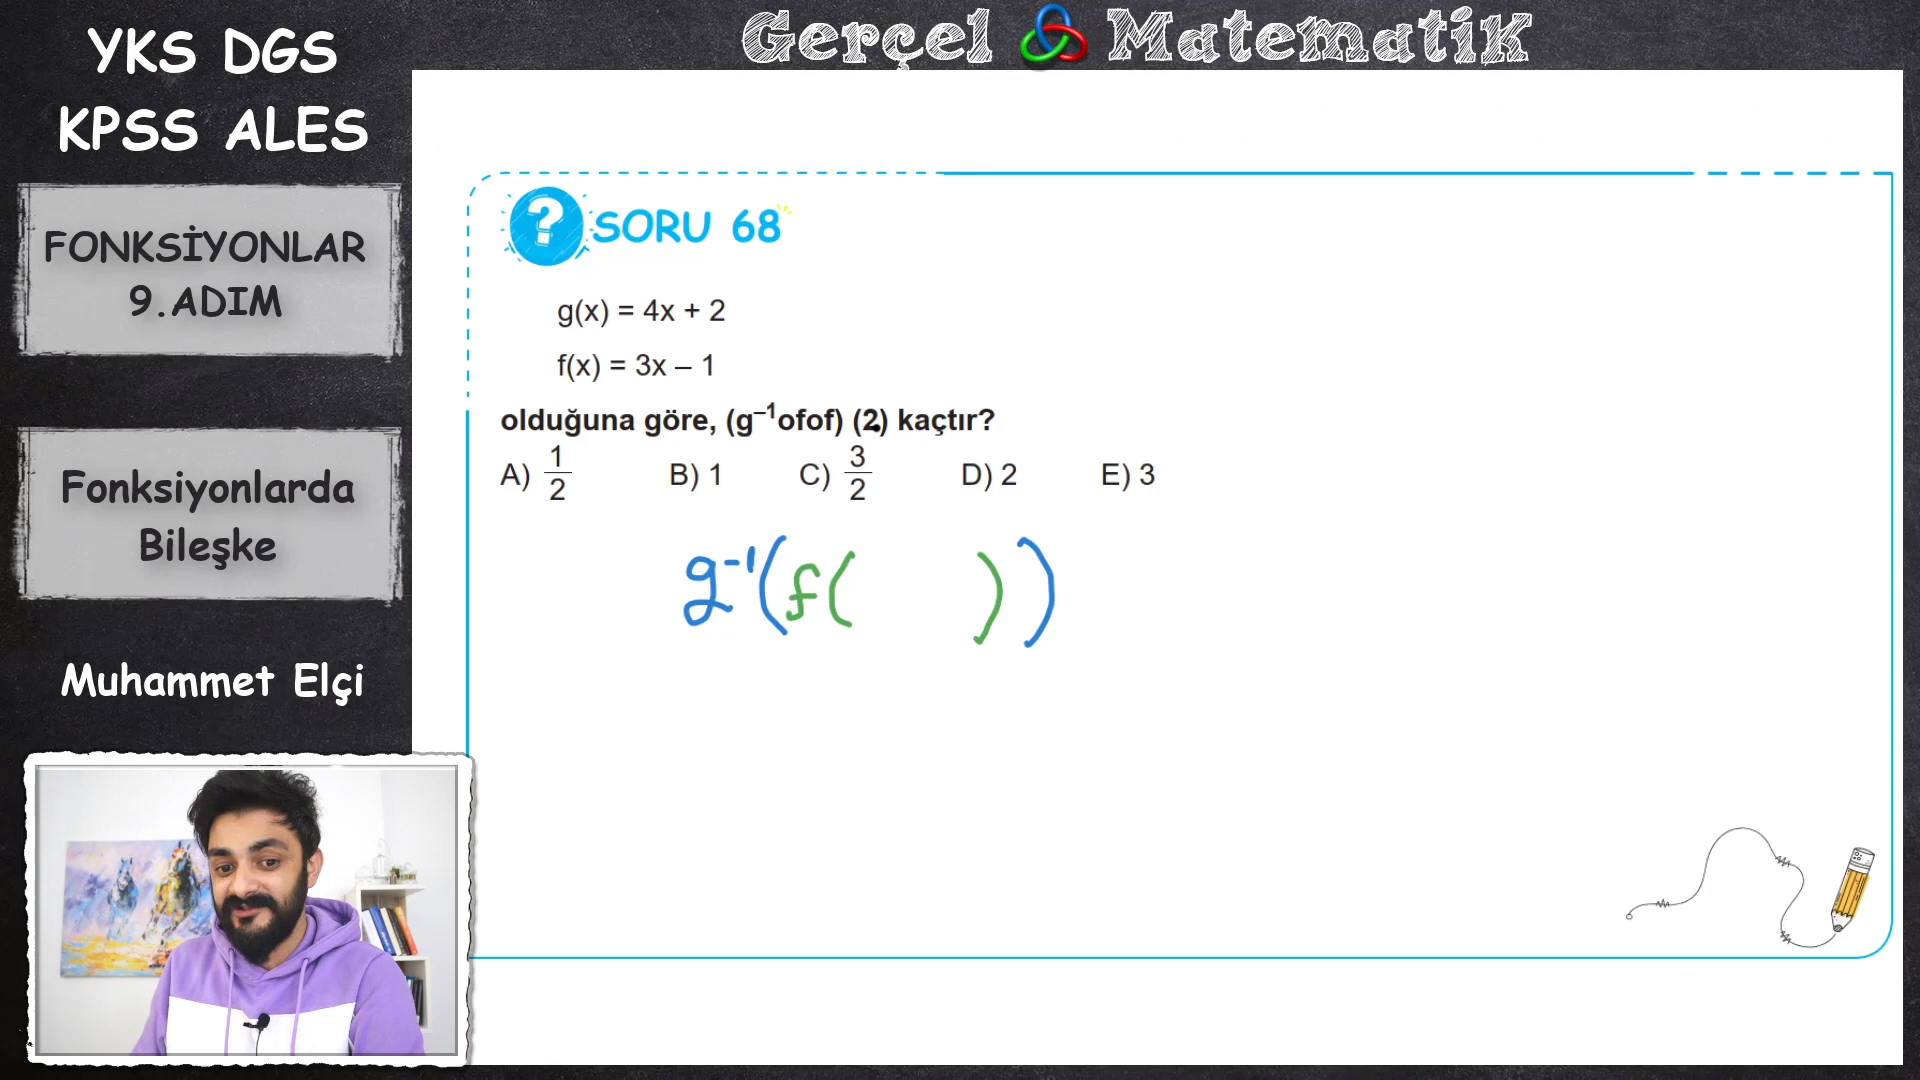 YKS DGS
KPSS ALES
FONKSİYONLAR
9.ADIM
Fonksiyonlarda
Bileşke
Muhammet Elçi
Gerçel Matematik
? SORU 68
g(x) = 4x + 2
f(x) = 3x – 1
olduğuna göre, (g⁻¹ofof) (2) kaçtır?
A) 1/2 B) 1 C) 3/2 D) 2 E) 3
g⁻¹(f( ))